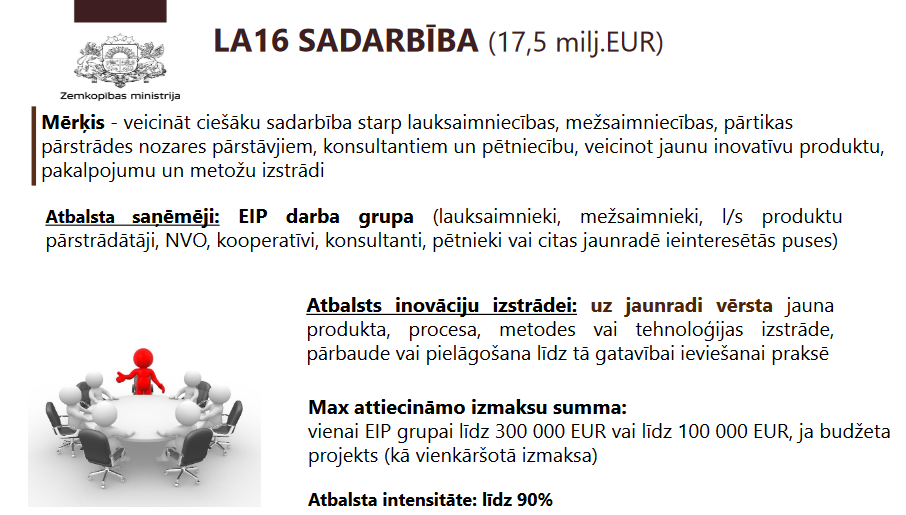 LA16 SADARBĪBA (17,5 milj.EUR)
Zemkopības ministrija
Mērķis - veicināt ciešāku sadarbība starp lauksaimniecības, mežsaimniecības, pārtikas
pārstrādes nozares pārstāvjiem, konsultantiem un pētniecību, veicinot jaunu inovatīvu produktu,
pakalpojumu un metožu izstrādi
Atbalsta saņēmēji: EIP darba grupa (lauksaimnieki, mežsaimnieki, l/s produktu
pārstrādātāji, NVO, kooperatīvi, konsultanti, pētnieki vai citas jaunradē ieinteresētās puses)
Atbalsts inovāciju izstrādei: uz jaunradi vērsta jauna
produkta, procesa, metodes vai tehnoloģijas izstrāde,
pārbaude vai pielāgošana līdz tā gatavībai ieviešanai praksē
Max attiecināmo izmaksu summa:
vienai EIP grupai līdz 300 000 EUR vai līdz 100 000 EUR, ja budžeta
projekts (kā vienkāršotā izmaksa)
Atbalsta intensitāte: līdz 90%